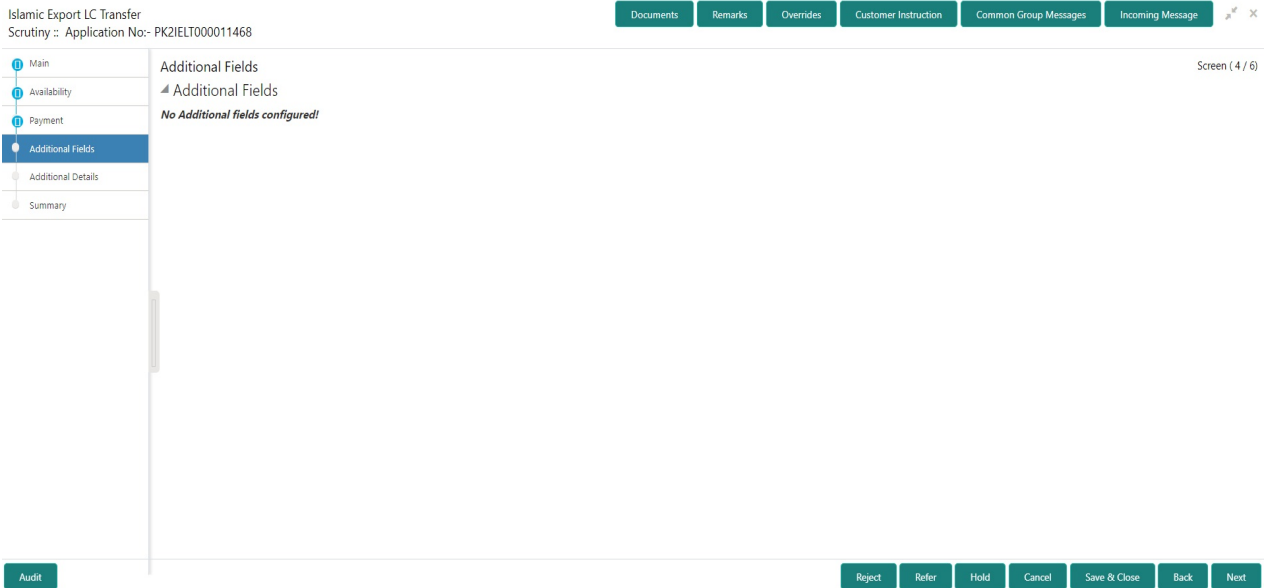 Islamic Export LC Transfer
Scrutiny :: Application No:- PK2IELT000011468
Documents
Remarks
Overrides
Customer Instruction
Common Group Messages
Incoming Message
Main
Availability
Payment
Additional Fields
Additional Details
Summary
Additional Fields
Screen ( 4 / 6)
Additional Fields
No Additional fields configured!
Audit
Reject
Refer
Hold
Cancel
Save & Close
Back
Next